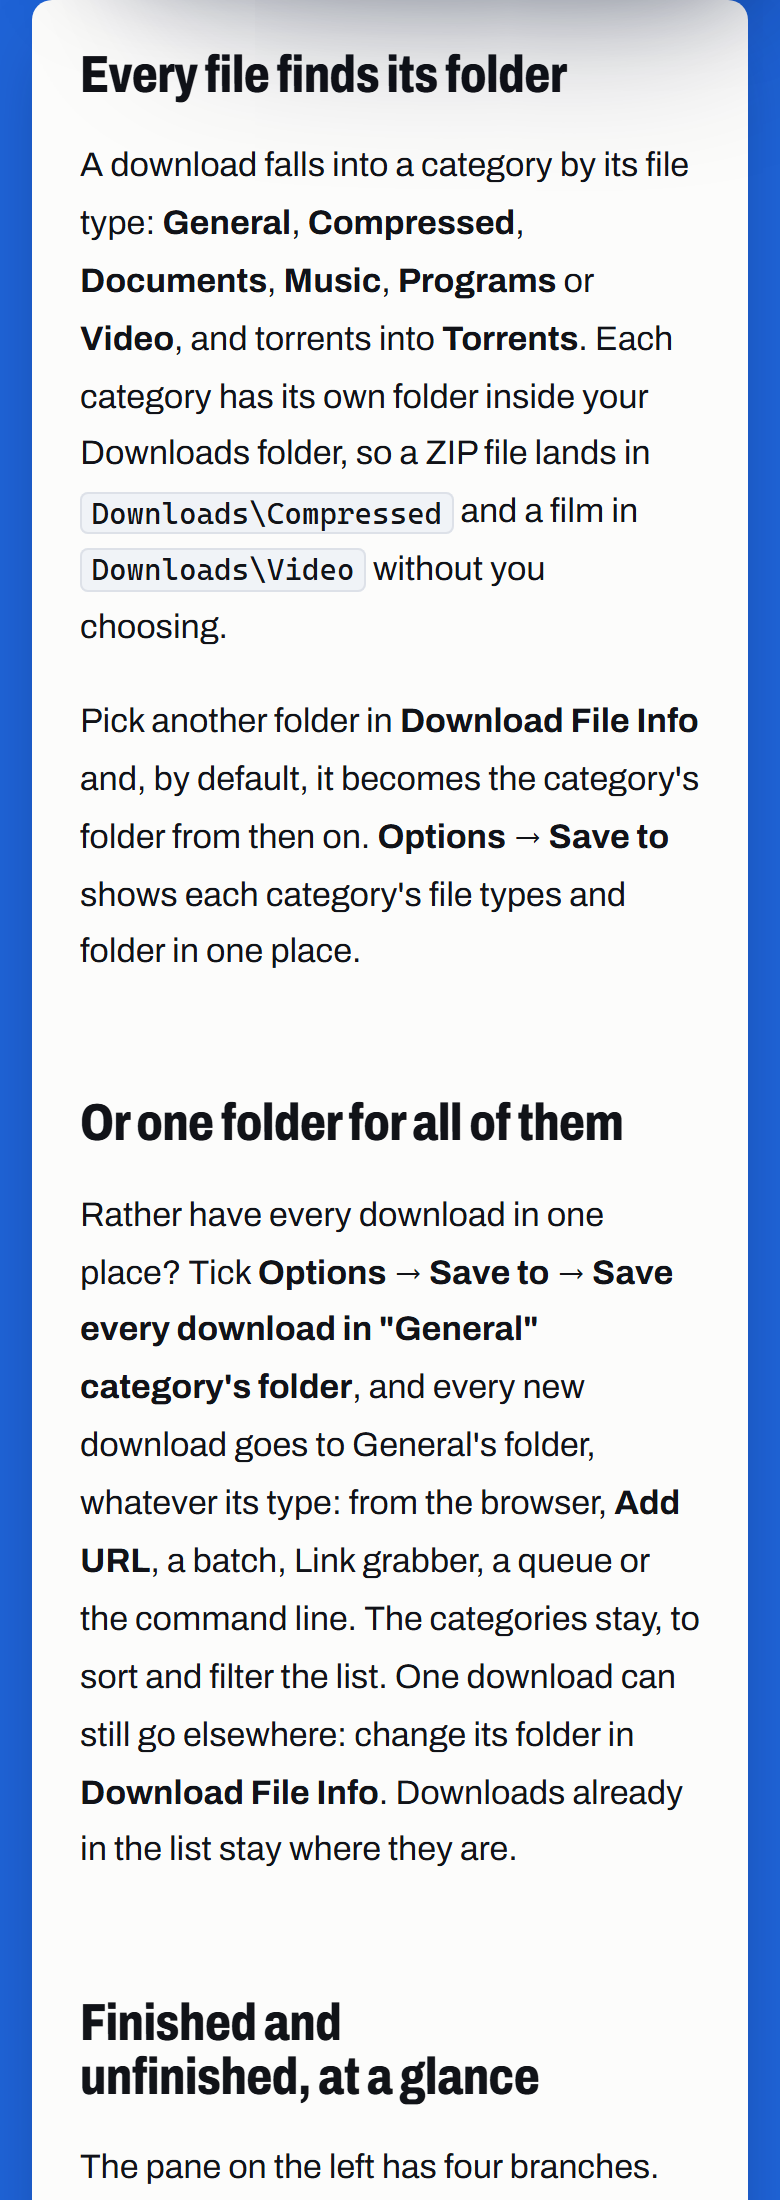 Every file finds its folder
A download falls into a category by its file
type: General, Compressed,
Documents, Music, Programs or
Video, and torrents into Torrents. Each
category has its own folder inside your
Downloads folder, so a ZIP file lands in
Downloads\Compressed and a film in
Downloads\Video without you
choosing.
Pick another folder in Download File Info
and, by default, it becomes the category's
folder from then on. Options → Save to
shows each category's file types and
folder in one place.
Or one folder for all of them
Rather have every download in one
place? Tick Options → Save to → Save
every download in "General"
category's folder, and every new
download goes to General's folder,
whatever its type: from the browser, Add
URL, a batch, Link grabber, a queue or
the command line. The categories stay, to
sort and filter the list. One download can
still go elsewhere: change its folder in
Download File Info. Downloads already
in the list stay where they are.
Finished and
unfinished, at a glance
The pane on the left has four branches.